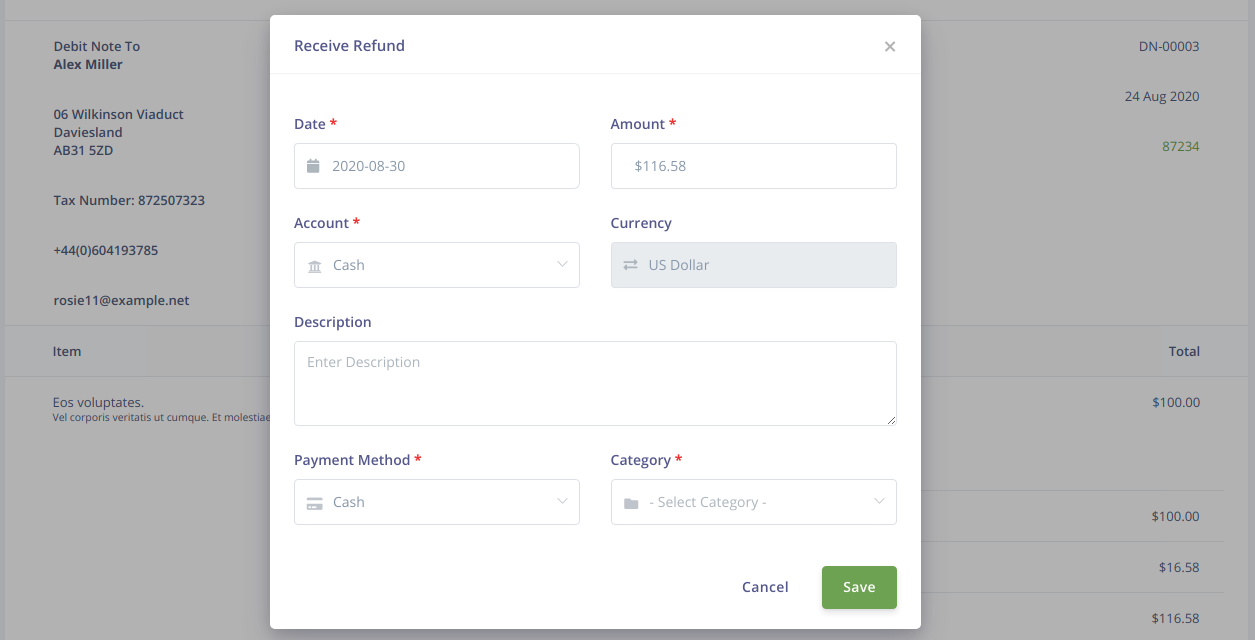 Receive Refund
×
Date *
Amount *
2020-08-30
$116.58
Account *
Currency
Cash
US Dollar
Description
Enter Description
Payment Method *
Category *
Cash
- Select Category -
Cancel
Save
Debit Note To
Alex Miller
06 Wilkinson Viaduct
Daviesland
AB31 5ZD
Tax Number: 872507323
+44(0)604193785
rosie11@example.net
DN-00003
24 Aug 2020
87234
Item
Total
Eos voluptates.
$100.00
Vel corporis veritatis ut cumque. Et molestiae
$100.00
$16.58
$116.58